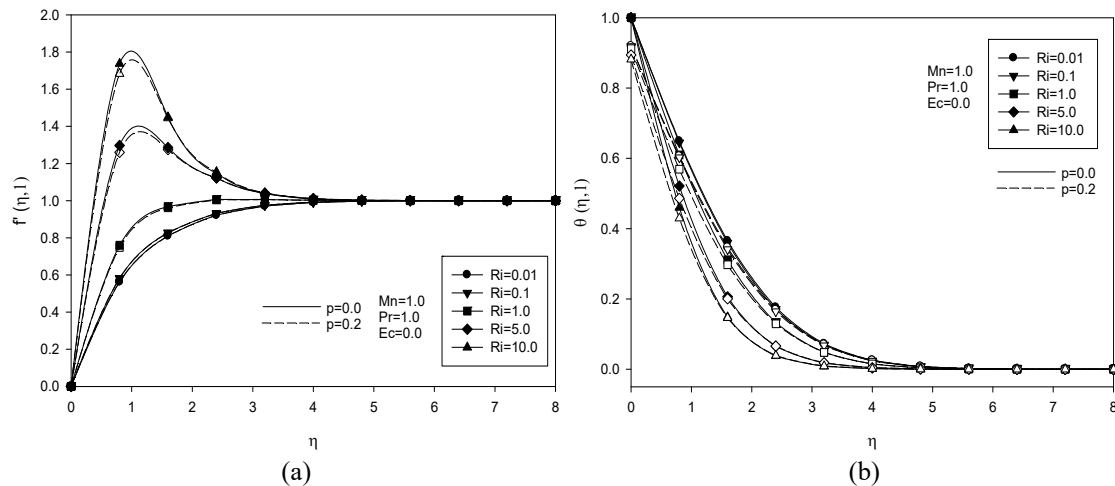 2.0
1.8
1.6
1.4
1.2
1.0
0.8
0.6
0.4
0.2
0.0
f' (η,1)
p=0.0
p=0.2
Mn=1.0
Pr=1.0
Ec=0.0
Ri=0.01
Ri=0.1
Ri=1.0
Ri=5.0
Ri=10.0
0 1 2 3 4 5 6 7 8
η
(a)
1.0
0.8
0.6
0.4
0.2
0.0
θ (η,1)
Mn=1.0
Pr=1.0
Ec=0.0
Ri=0.01
Ri=0.1
Ri=1.0
Ri=5.0
Ri=10.0
p=0.0
p=0.2
0 1 2 3 4 5 6 7 8
η
(b)